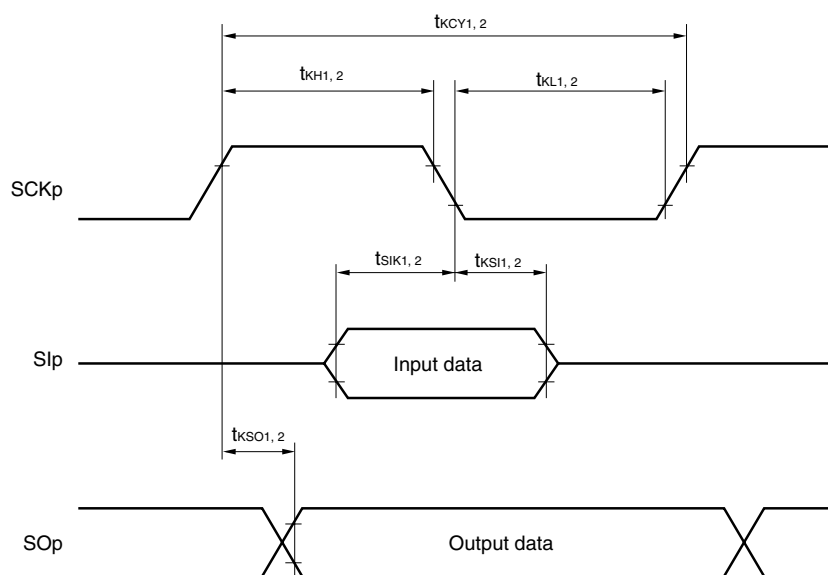 tKCY1, 2
tKH1, 2
tKL1, 2
SCKp
tSIK1, 2
tKSI1, 2
SIp
Input data
tKSO1, 2
SOp
Output data